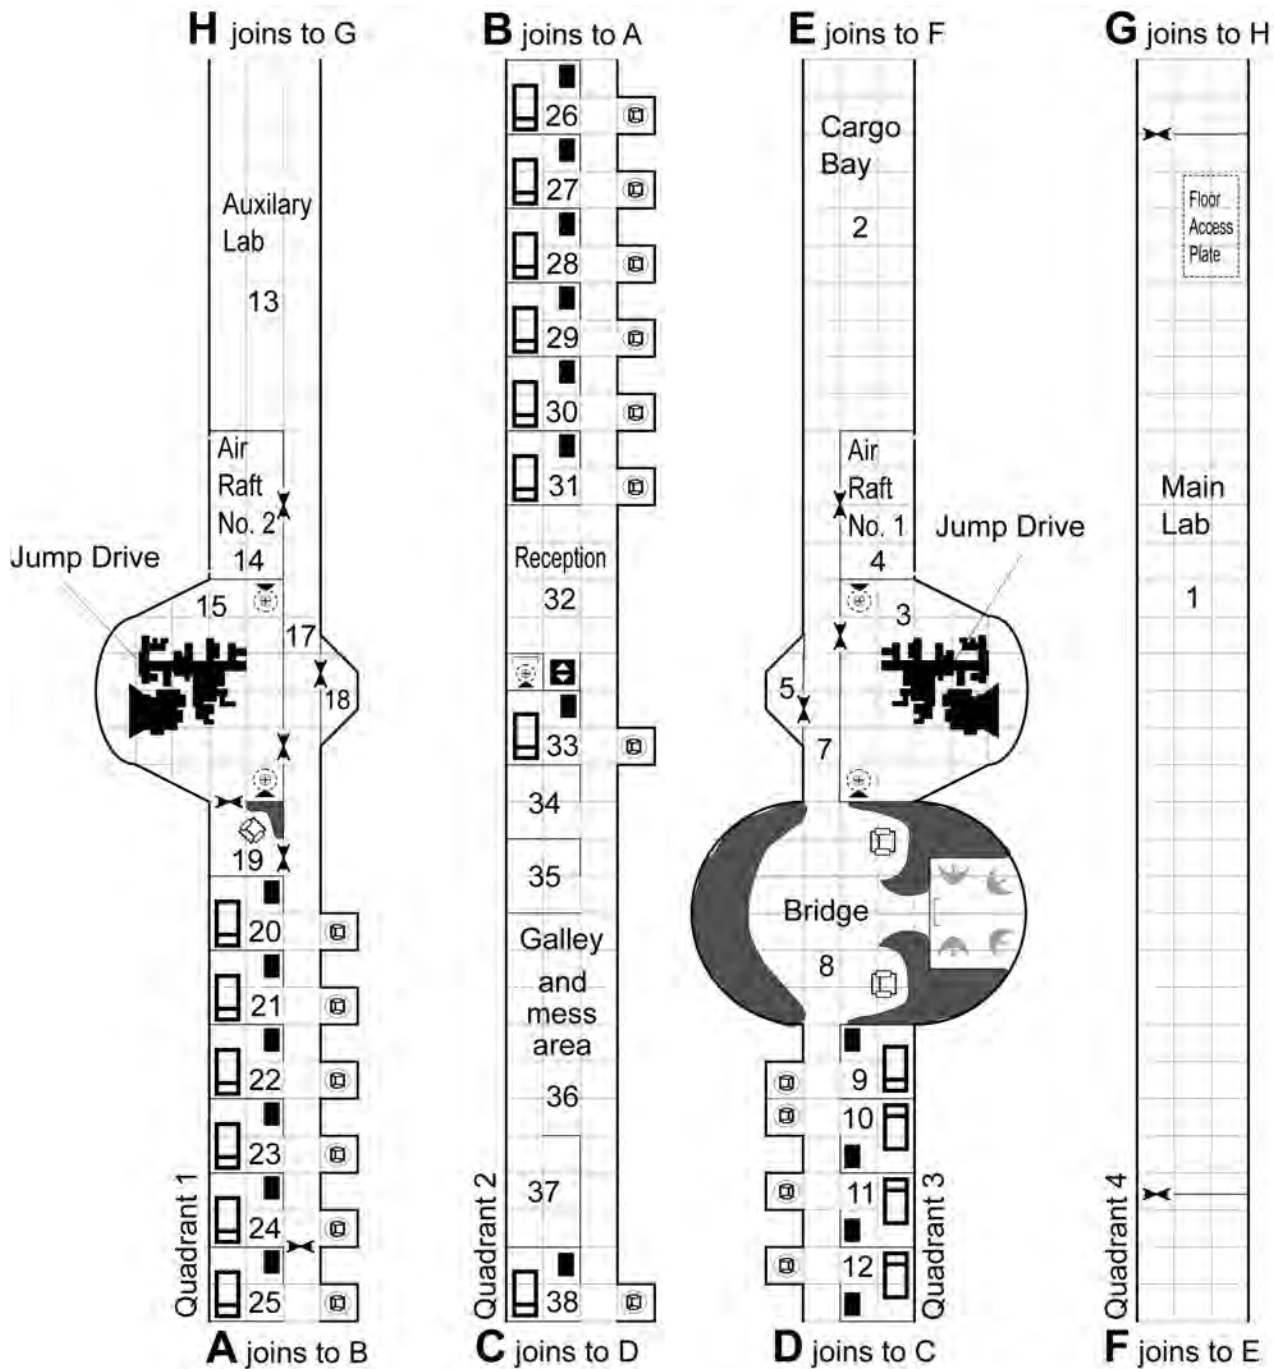 H joins to G
Auxilary
Lab
13
Air
Raft
No. 2
14
Jump Drive
15
17
18
19
20
21
22
23
24
25
Quadrant 1
A joins to B
B joins to A
26
27
28
29
30
31
Reception
32
33
34
35
Galley
and
mess
area
36
37
38
Quadrant 2
C joins to D
E joins to F
Cargo
Bay
2
Air
Raft
No. 1
4
Jump Drive
3
5
7
Bridge
8
9
10
11
12
Quadrant 3
D joins to C
G joins to H
Floor
Access
Plate
Main
Lab
1
Quadrant 4
F joins to E